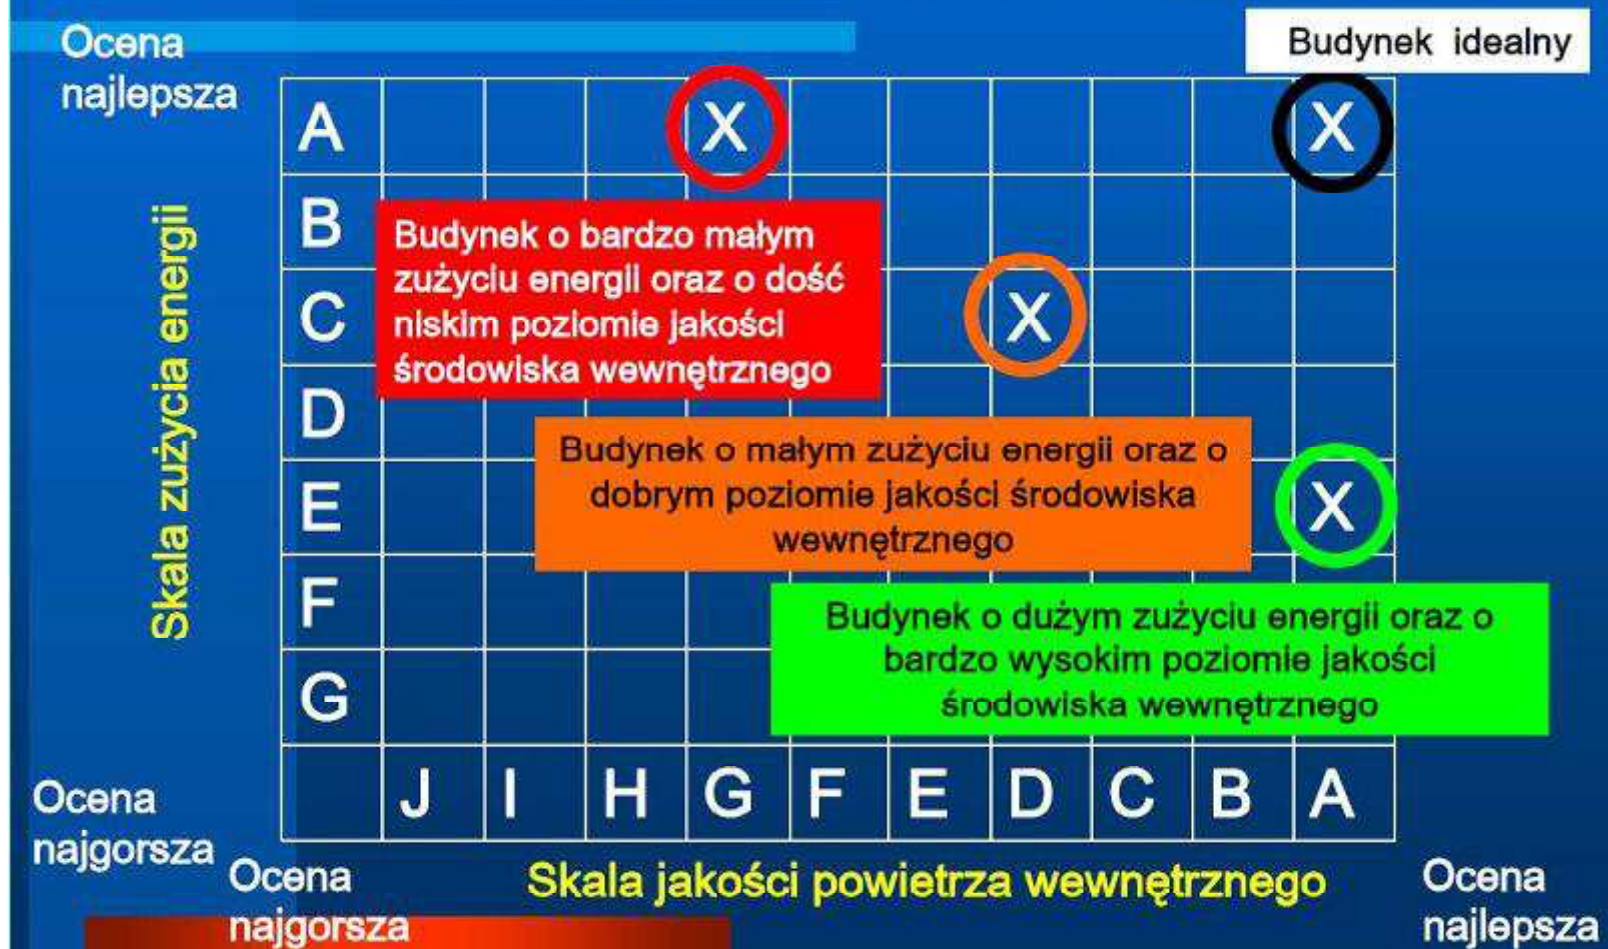 Ocena
najlepsza
Budynek idealny
Skala zużycia energii
A X X
B
Budynek o bardzo małym
zużyciu energii oraz o dość
niskim poziomie jakości
środowiska wewnętrznego
C X
D
Budynek o małym zużyciu energii oraz o
dobrym poziomie jakości środowiska
wewnętrznego
E X
F
Budynek o dużym zużyciu energii oraz o
bardzo wysokim poziomie jakości
środowiska wewnętrznego
G
J I H G F E D C B A
Ocena
najgorsza
Ocena
najgorsza
Skala jakości powietrza wewnętrznego
Ocena
najlepsza